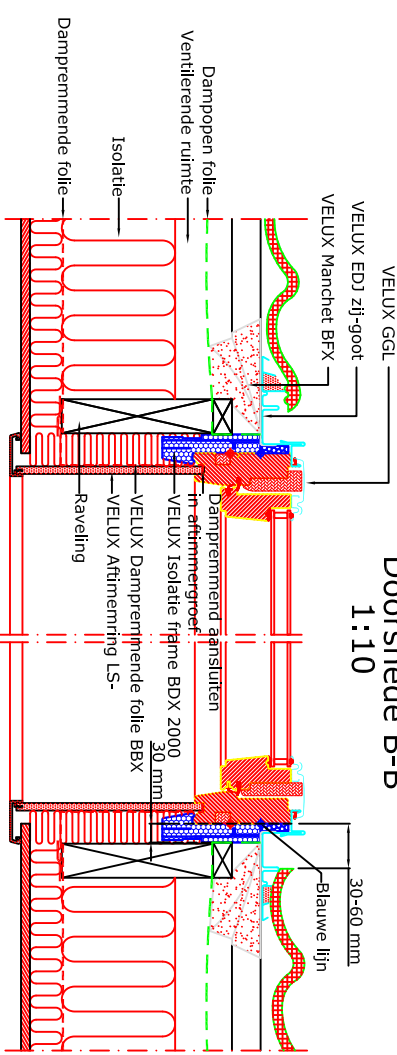 Doorsnede B-B
1:10
VELUX GGL
VELUX EDJ zij-goot
VELUX Manchet BFX
Dampopen folie
Ventilerende ruimte
Isolatie
Dampremmende folie
Dampremmend aansluiten
in aftimmergroef
VELUX Isolatie frame BDX 2000
VELUX Dampremmende folie BBX
VELUX Aftimemring LS-
Raveling
30 mm
30-60 mm
Blauwe lijn